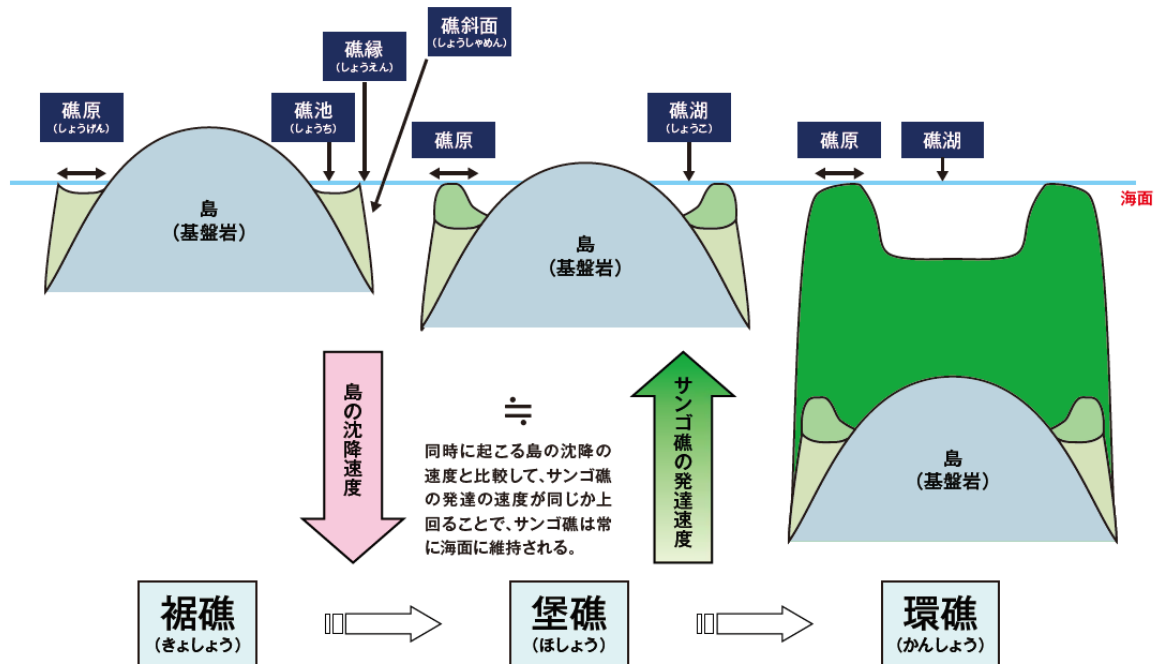 礁斜面
(しょうしゃめん)
礁縁
(しょうえん)
礁原
(しょうげん)
礁池
(しょうち)
礁原
礁湖
(しょうこ)
礁原
礁湖
海面
島
(基盤岩)
島
(基盤岩)
島
(基盤岩)
島の沈降速度
≒
同時に起こる島の沈降の
速度と比較して、サンゴ礁
の発達の速度が同じか上
回ることで、サンゴ礁は常
に海面に維持される。
サンゴ礁の発達速度
裾礁
(きょしょう)
堡礁
(ほしょう)
環礁
(かんしょう)